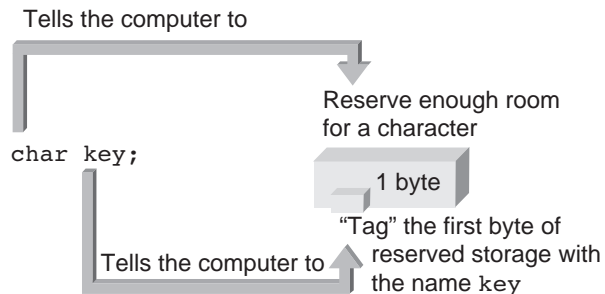 Tells the computer to
Reserve enough room
for a character
char key;
1 byte
“Tag” the first byte of
reserved storage with
the name key
Tells the computer to